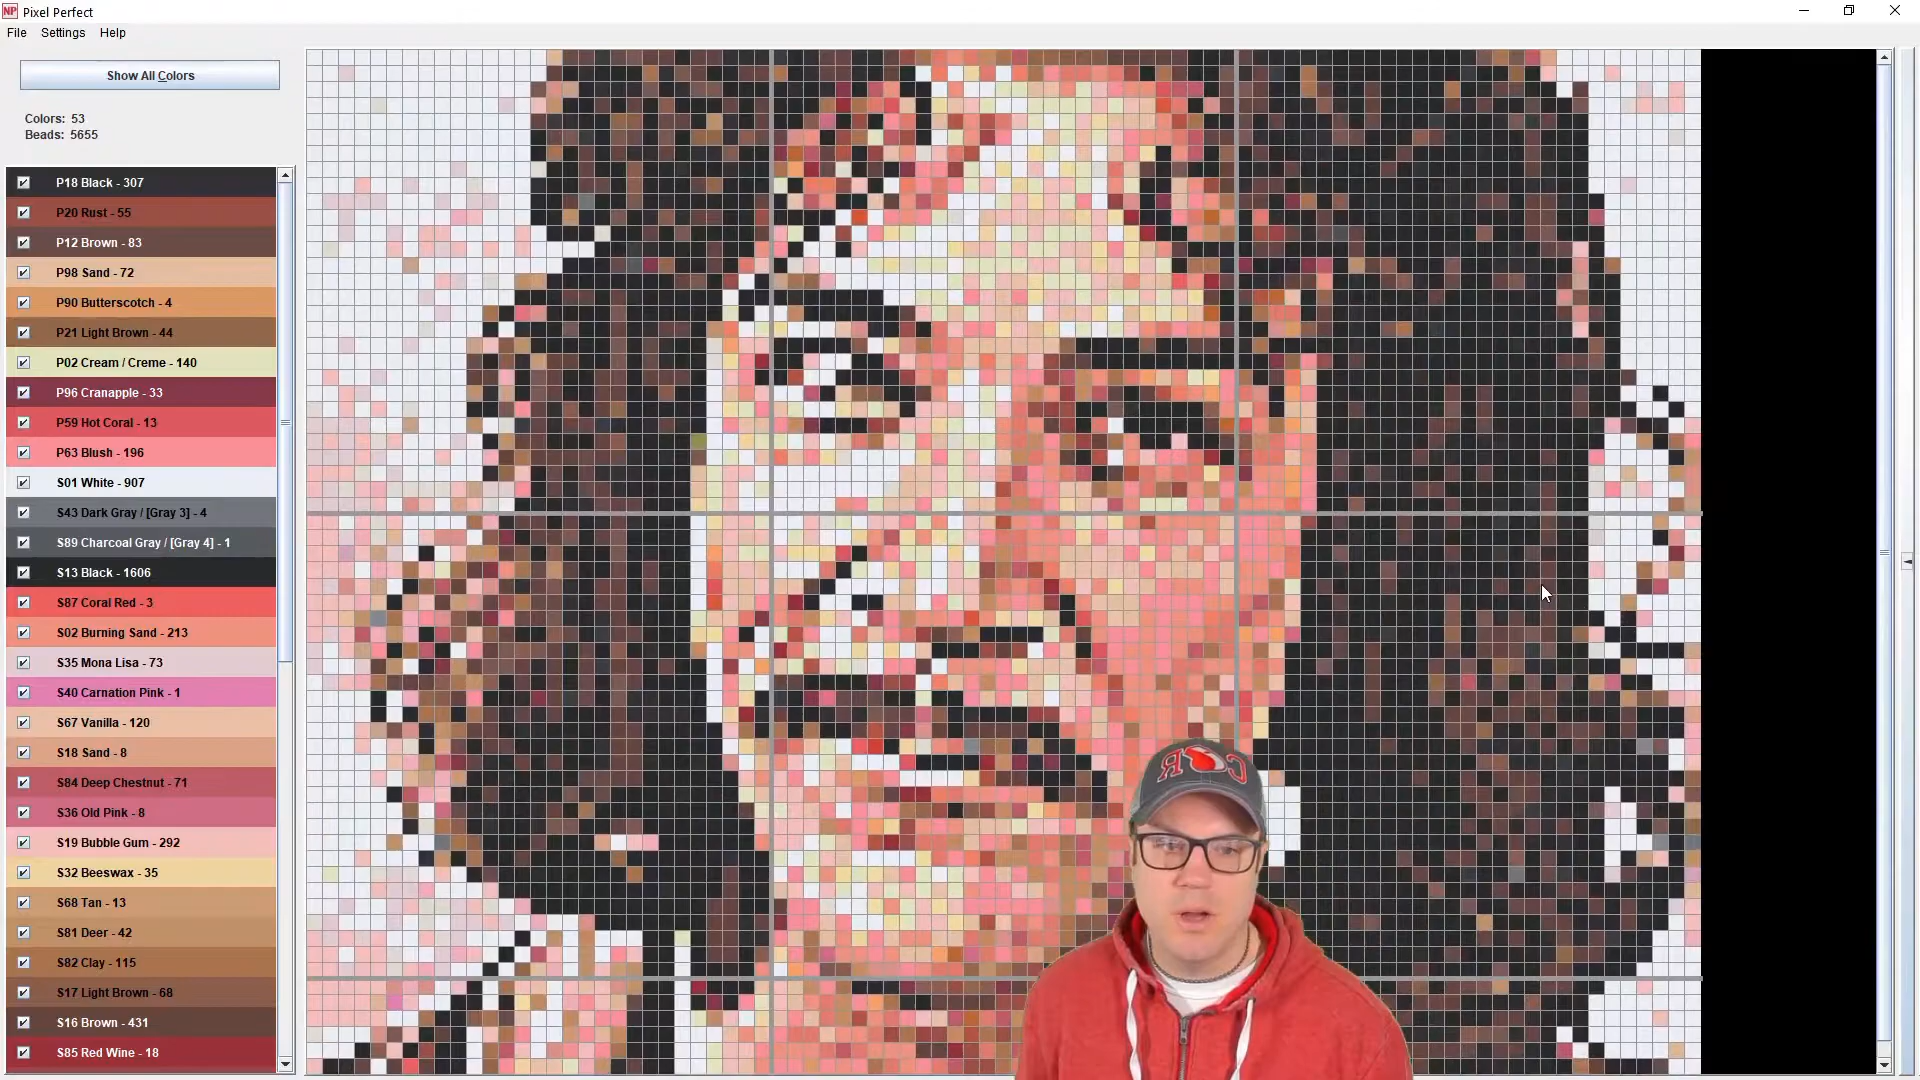 NP Pixel Perfect
File Settings Help
Show All Colors
Colors: 53
Beads: 5655
P18 Black - 307
P20 Rust - 55
P12 Brown - 83
P98 Sand - 72
P90 Butterscotch - 4
P21 Light Brown - 44
P02 Cream / Creme - 140
P96 Cranapple - 33
P59 Hot Coral - 13
P63 Blush - 196
S01 White - 907
S43 Dark Gray / [Gray 3] - 4
S89 Charcoal Gray / [Gray 4] - 1
S13 Black - 1606
S87 Coral Red - 3
S02 Burning Sand - 213
S35 Mona Lisa - 73
S40 Carnation Pink - 1
S67 Vanilla - 120
S18 Sand - 8
S84 Deep Chestnut - 71
S36 Old Pink - 8
S19 Bubble Gum - 292
S32 Beeswax - 35
S68 Tan - 13
S81 Deer - 42
S82 Clay - 115
S17 Light Brown - 68
S16 Brown - 431
S85 Red Wine - 18